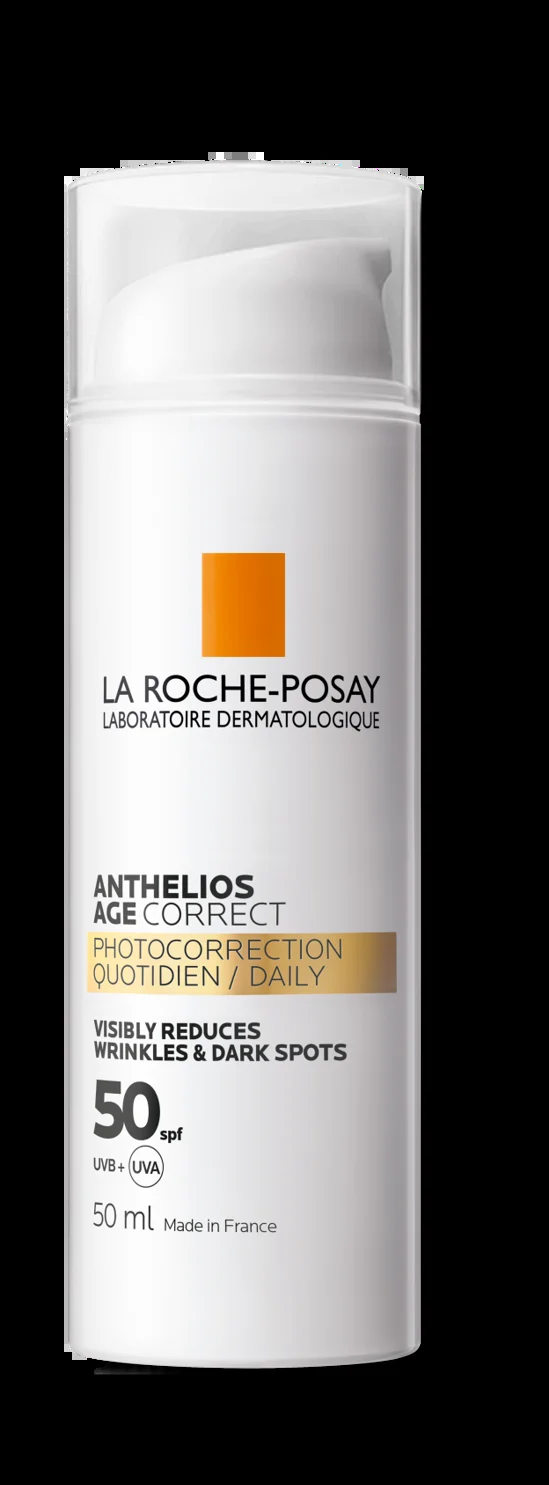 LA ROCHE-POSAY
LABORATOIRE DERMATOLOGIQUE
ANTHELIOS
AGE CORRECT
PHOTOCORRECTION
QUOTIDIEN / DAILY
VISIBLY REDUCES
WRINKLES & DARK SPOTS
50 spf
UVB + UVA
50 ml Made in France